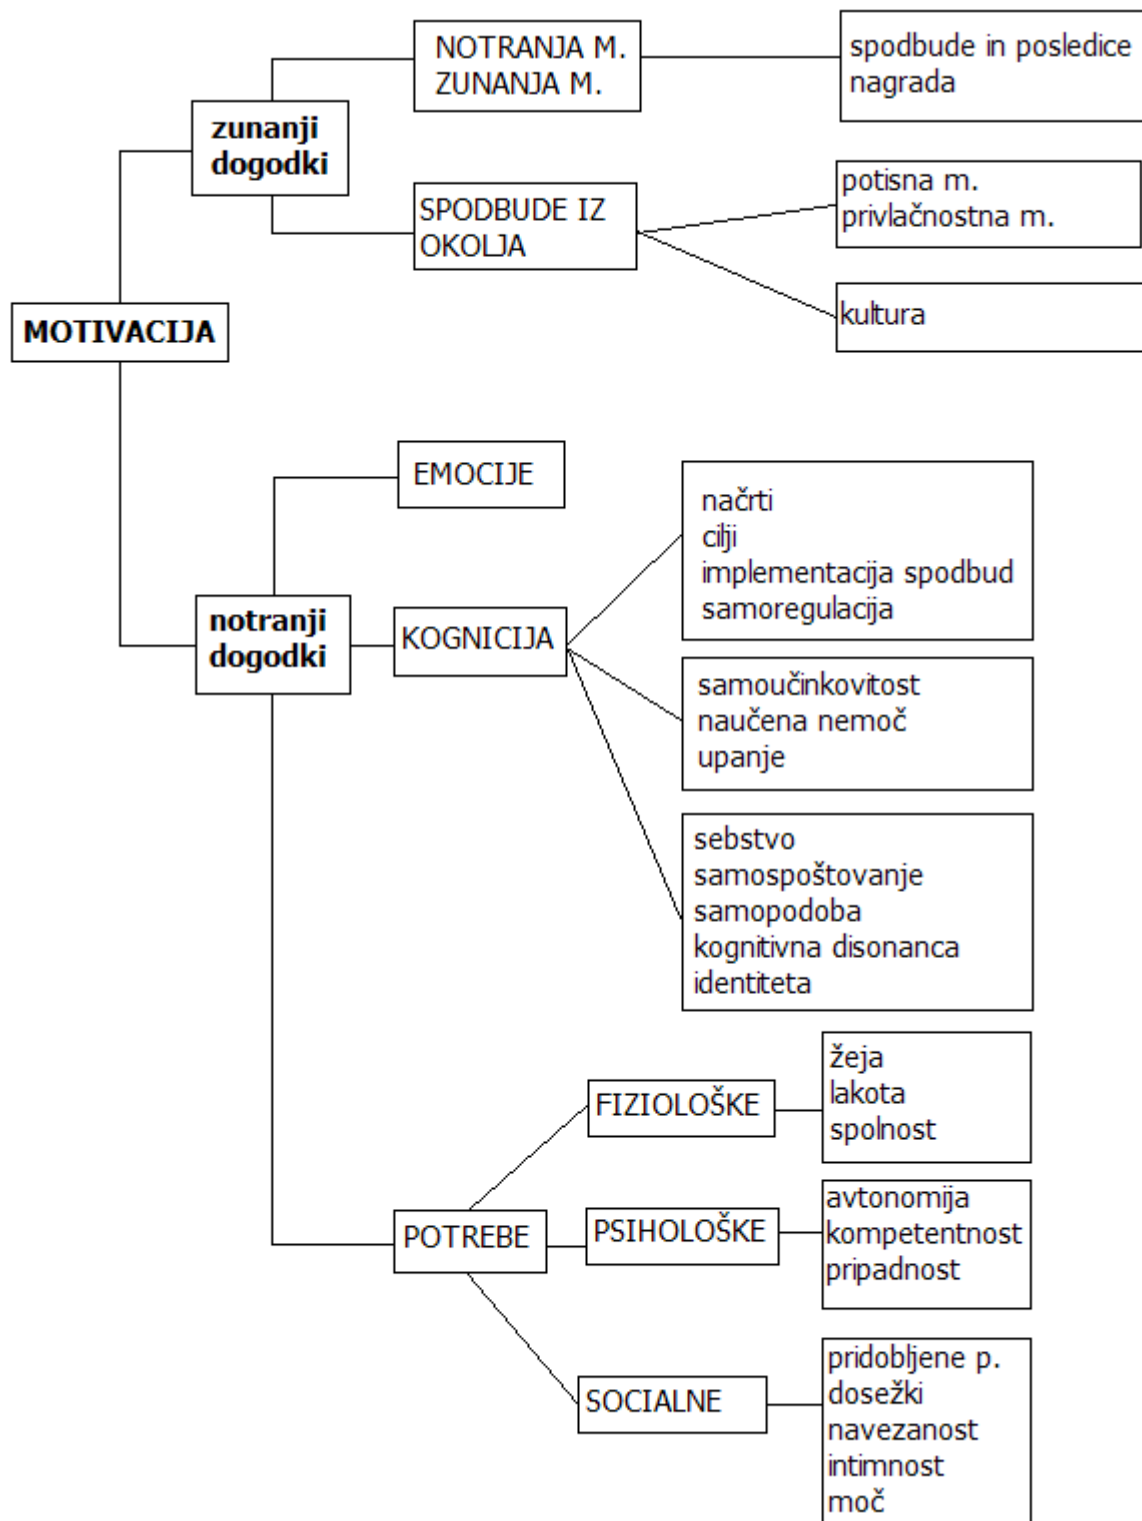 NOTRANJA M.
ZUNANJA M.
spodbude in posledice
nagrada
zunanji
dogodki
SPODBUDE IZ
OKOLJA
potisna m.
privlačnostna m.
kultura
MOTIVACIJA
EMOCIJE
načrti
cilji
implementacija spodbud
samoregulacija
notranji
dogodki
KOGNICIJA
samoučinkovitost
naučena nemoč
upanje
sebstvo
samospoštovanje
samopodoba
kognitivna disonanca
identiteta
FIZIOLOŠKE
žeja
lakota
spolnost
POTREBE
PSIHOLOŠKE
avtonomija
kompetentnost
pripadnost
SOCIALNE
pridobljene p.
dosežki
navezanost
intimnost
moč